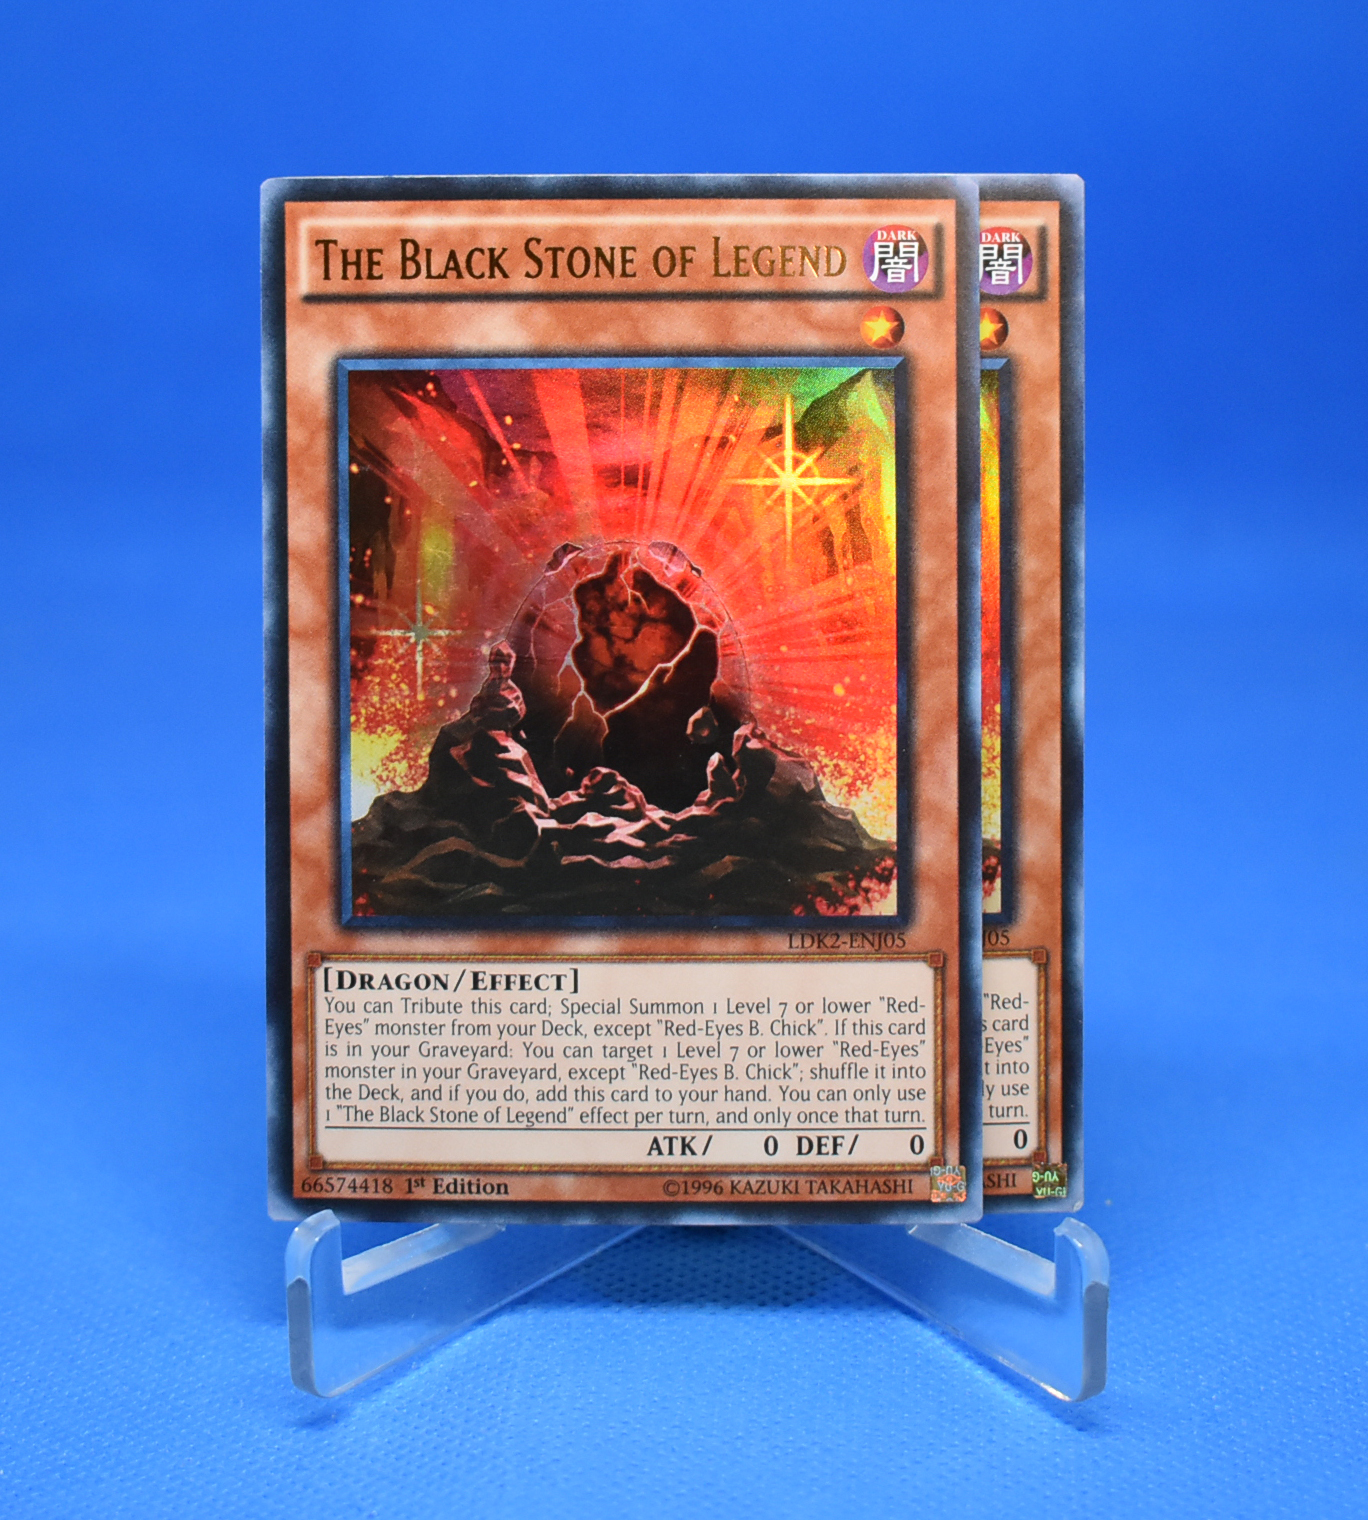 THE BLACK STONE OF LEGEND
DARK
闇
DARK
闇
LDK2-ENJ05
J05
[DRAGON/EFFECT]
You can Tribute this card; Special Summon 1 Level 7 or lower "Red-
Eyes" monster from your Deck, except "Red-Eyes B. Chick". If this card
is in your Graveyard: You can target 1 Level 7 or lower "Red-Eyes"
monster in your Graveyard, except "Red-Eyes B. Chick"; shuffle it into
the Deck, and if you do, add this card to your hand. You can only use
1 "The Black Stone of Legend" effect per turn, and only once that turn.
ATK/ 0 DEF/ 0
66574418 1st Edition
©1996 KAZUKI TAKAHASHI
"Red-
s card
Eyes"
t into
ly use
turn.
0
ASHI